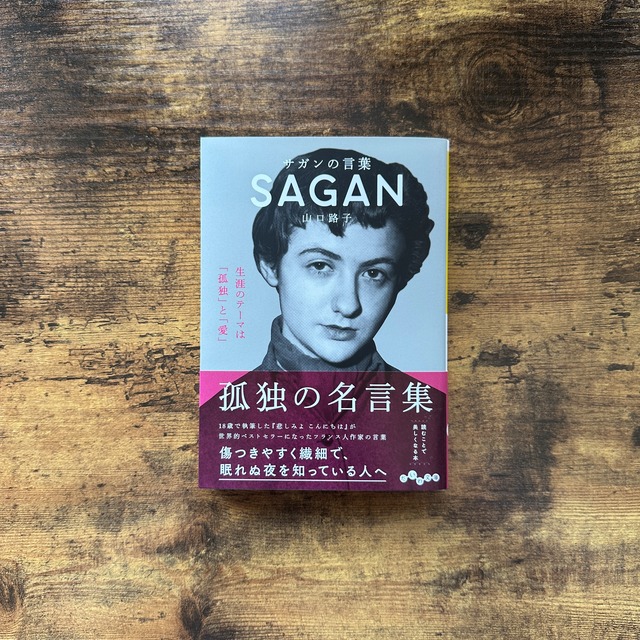 サガンの言葉
SAGAN
山口路子
生涯のテーマは
「孤独」と「愛」
孤独の名言集
18歳で執筆した『悲しみよ こんにちは』が
世界的ベストセラーになったフランス人作家の言葉
傷つきやすく繊細で、
眠れぬ夜を知っている人へ
読むことで
美しくなる本
だいわ文庫